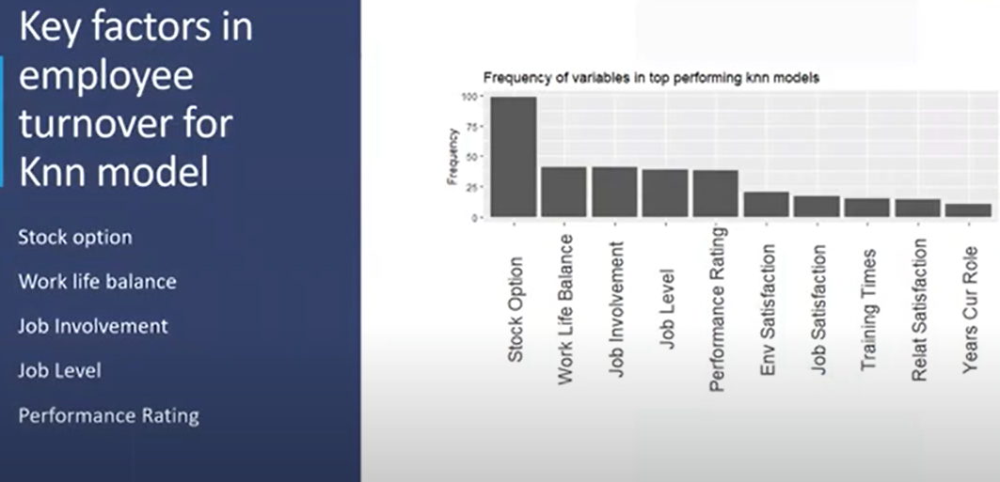 Key factors in
employee
turnover for
Knn model
Stock option
Work life balance
Job Involvement
Job Level
Performance Rating
Frequency of variables in top performing knn models
Frequency
100
75
50
25
0
Stock Option
Work Life Balance
Job Involvement
Job Level
Performance Rating
Env Satisfaction
Job Satisfaction
Training Times
Relat Satisfaction
Years Cur Role